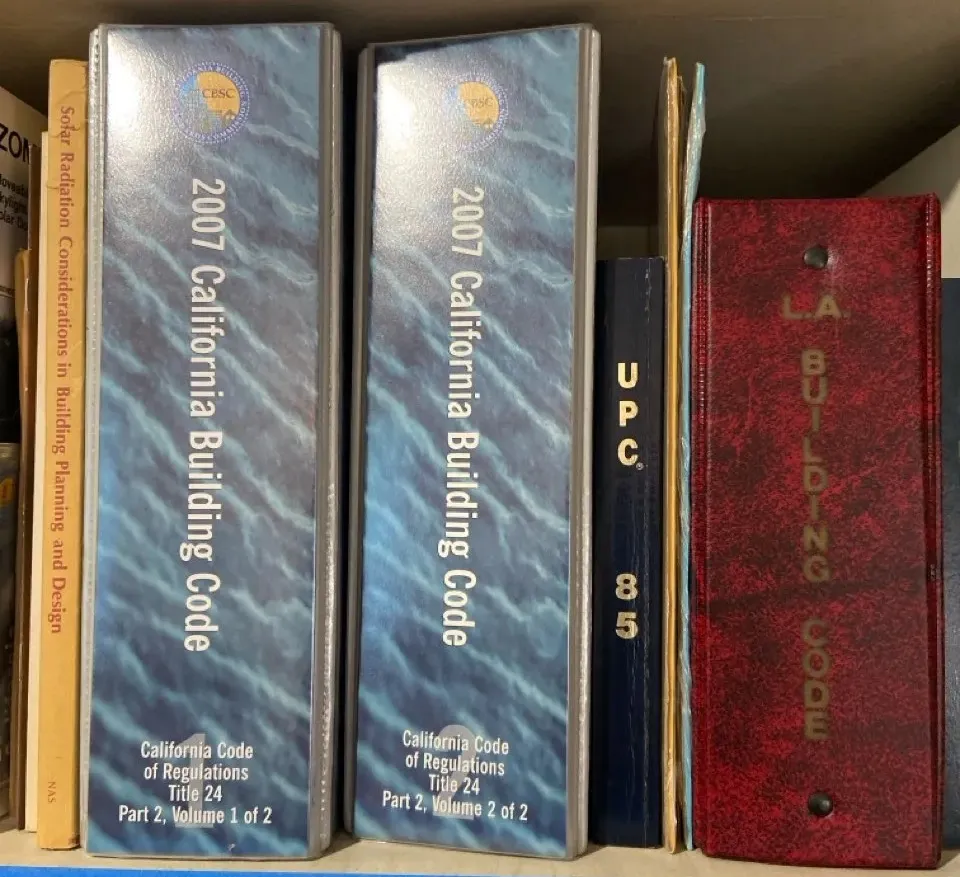 Solar Radiation Considerations in Building Planning and Design
NAS
CBSC
2007 California Building Code
California Code
of Regulations
Title 24
Part 2, Volume 1 of 2
1
CBSC
2007 California Building Code
California Code
of Regulations
Title 24
Part 2, Volume 2 of 2
2
UPC®
85
L.A.
BUILDING
CODE